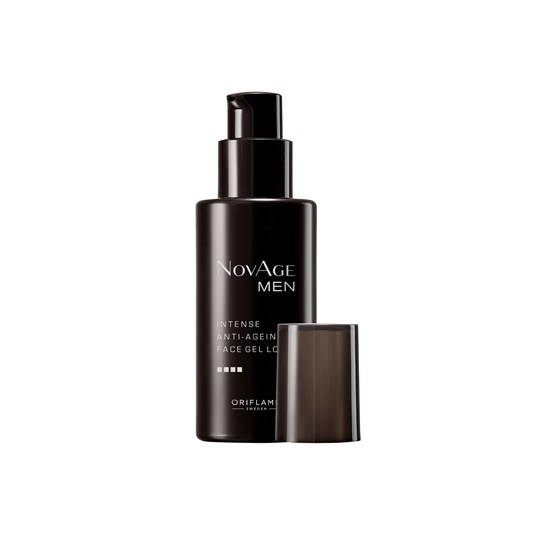 NOVAGE
MEN
INTENSE
ANTI-AGEIN
FACE GEL LO
ORIFLAM
SWEDEN